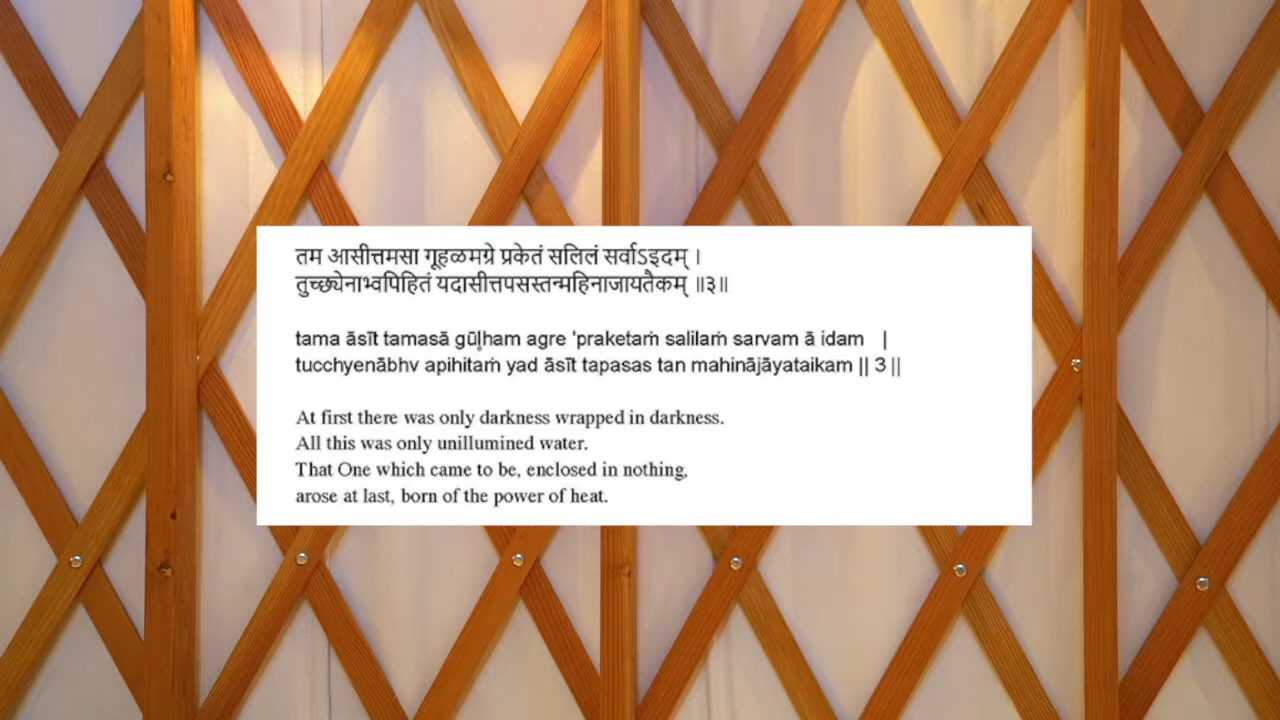 तम आसीत्तमसा गूहळमग्रे प्रकेतं सलिलं सर्वाऽइदम् ।
तुच्छ्येनाभ्वपिहितं यदासीत्तपसस्तन्महिनाजायतैकम् ॥३॥
tama āsīt tamasā gūḷham agre 'praketaṁ salilaṁ sarvam ā idam |
tucchyenābhv apihitaṁ yad āsīt tapasas tan mahinājāyataikam || 3 ||
At first there was only darkness wrapped in darkness.
All this was only unillumined water.
That One which came to be, enclosed in nothing,
arose at last, born of the power of heat.